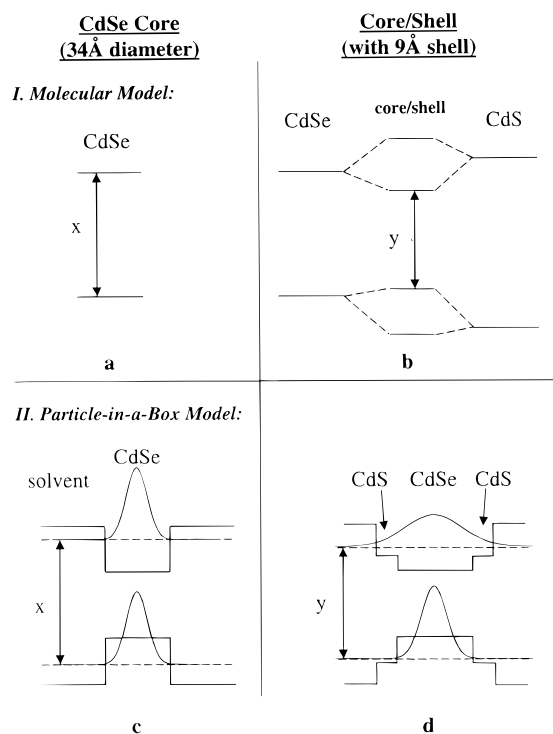 CdSe Core
(34Å diameter)
Core/Shell
(with 9Å shell)
I. Molecular Model:
CdSe
x
a
CdSe
core/shell
CdS
y
b
II. Particle-in-a-Box Model:
CdSe
solvent
x
c
CdS
CdSe
CdS
y
d